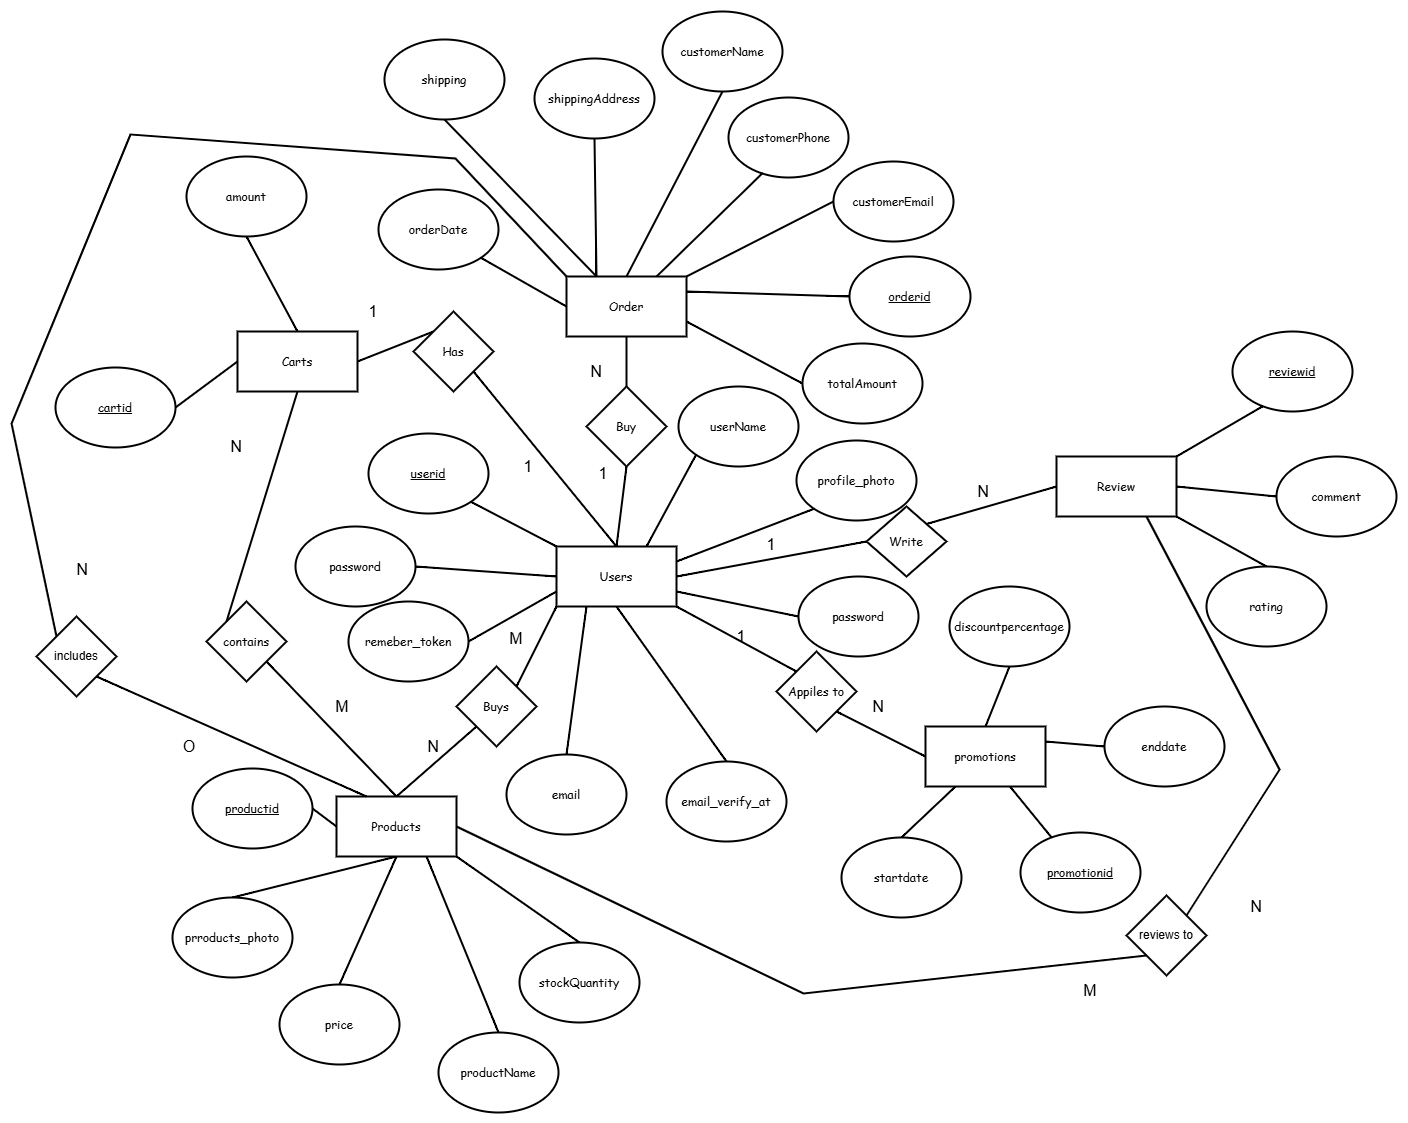 customerName
shipping
shippingAddress
customerPhone
amount
customerEmail
orderDate
orderid
Order
1
Has
Carts
N
totalAmount
reviewid
cartid
Buy
userName
N
1
1
userid
profile_photo
Review
N
comment
Write
1
password
Users
N
rating
password
discountpercentage
M
1
remeber_token
contains
includes
Appiles to
M
Buys
N
O
N
enddate
promotions
email
email_verify_at
productid
Products
startdate
promotionid
N
reviews to
prroducts_photo
stockQuantity
M
price
productName